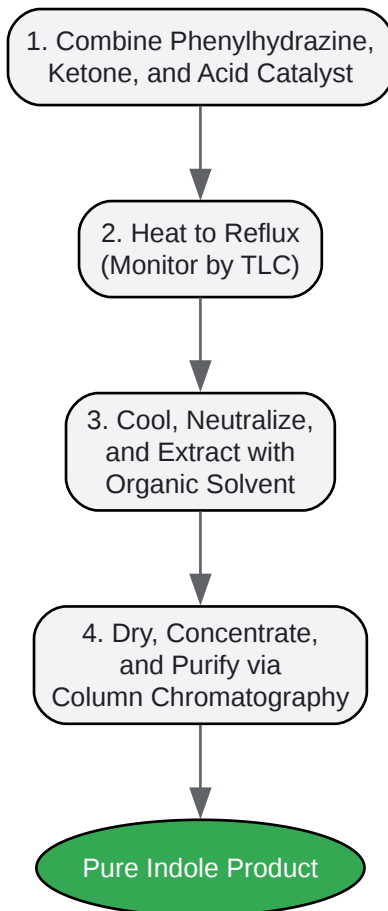 1. Combine Phenylhydrazine,
Ketone, and Acid Catalyst
2. Heat to Reflux
(Monitor by TLC)
3. Cool, Neutralize,
and Extract with
Organic Solvent
4. Dry, Concentrate,
and Purify via
Column Chromatography
Pure Indole Product